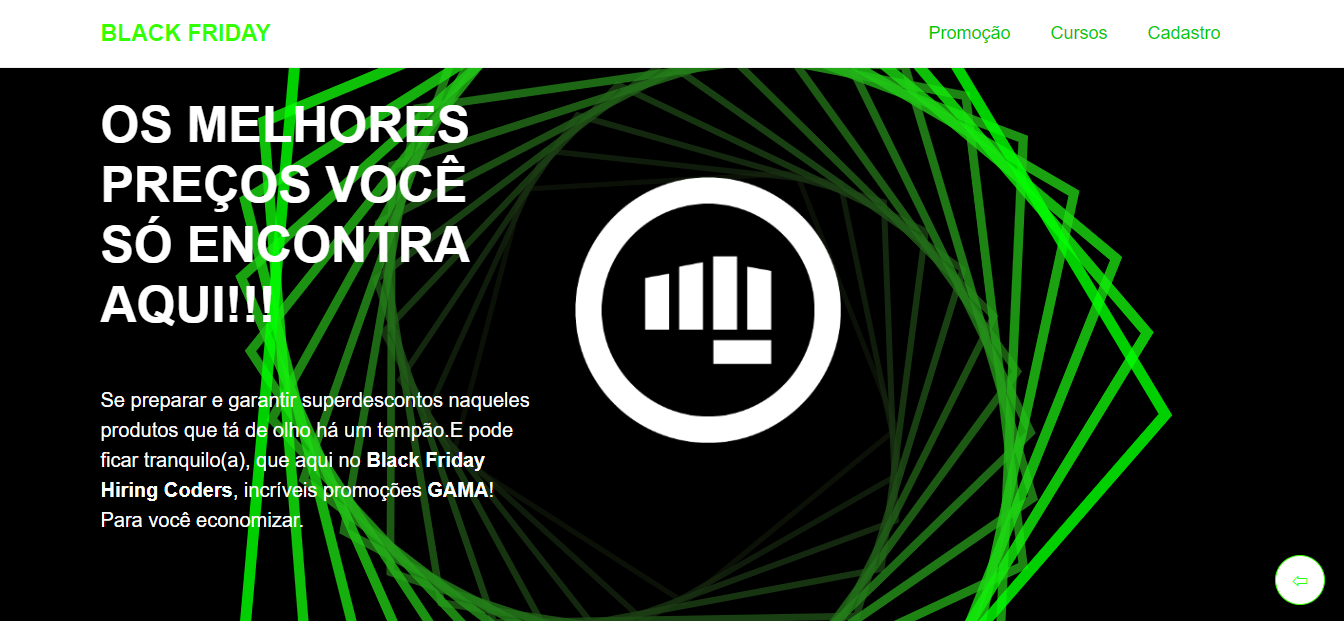 BLACK FRIDAY
Promoção Cursos Cadastro
OS MELHORES
PREÇOS VOCÊ
SÓ ENCONTRA
AQUI!!!
Se preparar e garantir superdescontos naqueles
produtos que tá de olho há um tempão.E pode
ficar tranquilo(a), que aqui no Black Friday
Hiring Coders, incríveis promoções GAMA!
Para você economizar.